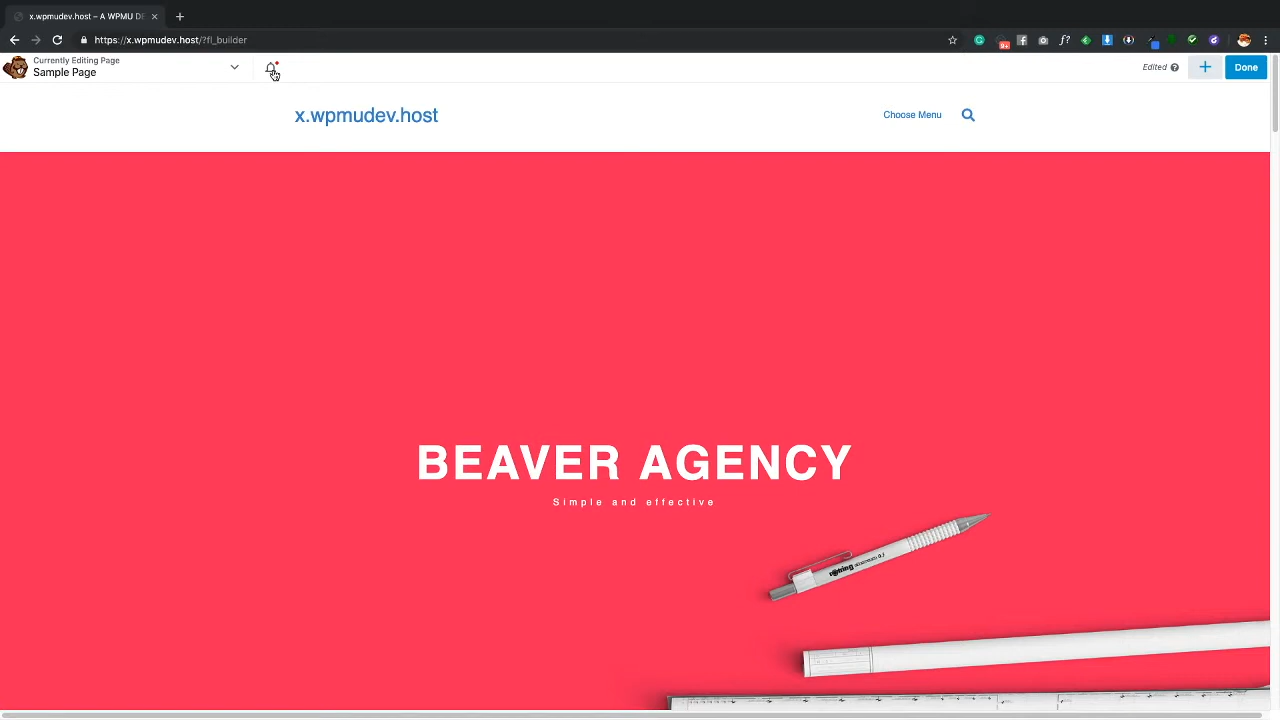 x.wpmudev.host – A WPMU DE
https://x.wpmudev.host/?fl_builder
Currently Editing Page
Sample Page
Edited
Done
x.wpmudev.host
Choose Menu
BEAVER AGENCY
Simple and effective
rotring